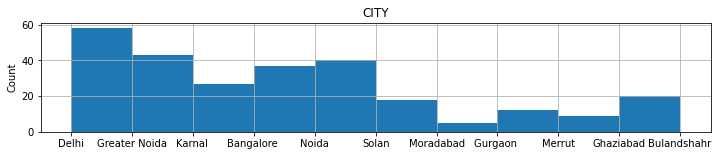 CITY
60
40
20
0
Count
Delhi Greater Noida Karnal Bangalore Noida Solan Moradabad Gurgaon Merrut Ghaziabad Bulandshahr